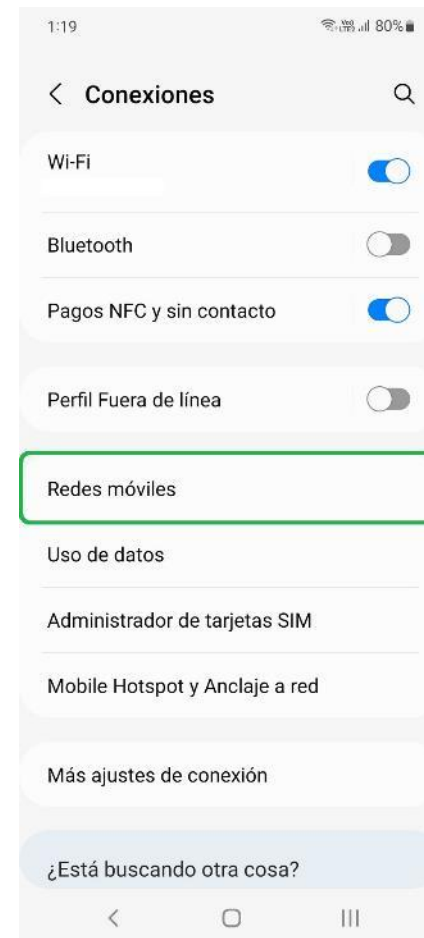 1:19 80%
Conexiones
Wi-Fi
Bluetooth
Pagos NFC y sin contacto
Perfil Fuera de línea
Redes móviles
Uso de datos
Administrador de tarjetas SIM
Mobile Hotspot y Anclaje a red
Más ajustes de conexión
¿Está buscando otra cosa?